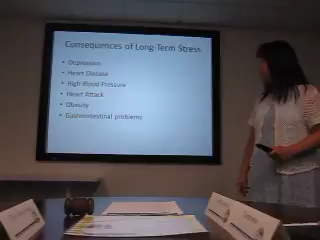 Consequences of Long-Term Stress
• Depression
• Heart Disease
• High Blood Pressure
• Heart Attack
• Obesity
• Gastrointestinal problems